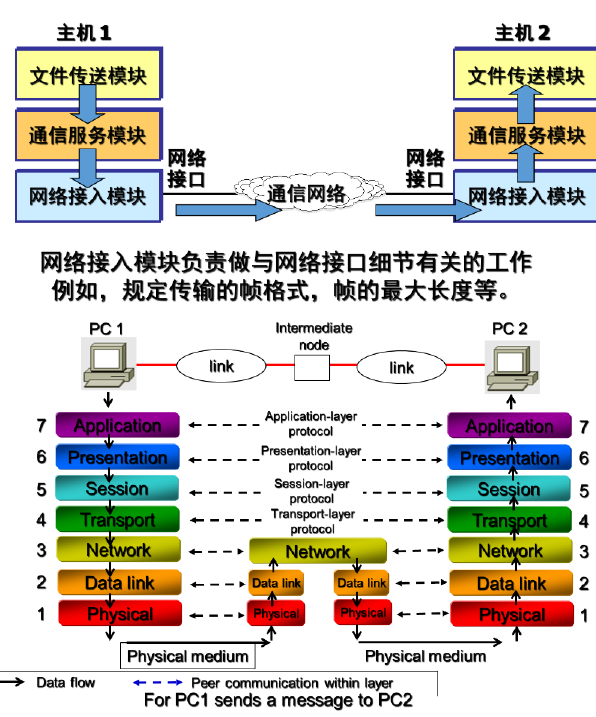 主机 1 主机 2
文件传送模块 文件传送模块
通信服务模块 通信服务模块
网络 网络
接口 接口
网络接入模块 通信网络 网络接入模块
网络接入模块负责做与网络接口细节有关的工作
例如，规定传输的帧格式，帧的最大长度等。
PC 1 Intermediate PC 2
node
link link
7 Application Application-layer Application 7
protocol
6 Presentation Presentation-layer Presentation 6
protocol
5 Session Session-layer Session 5
protocol
4 Transport Transport-layer Transport 4
protocol
3 Network Network Network 3
2 Data link Data link Data link Data link 2
1 Physical Physical Physical Physical 1
Physical medium Physical medium
Data flow Peer communication within layer
For PC1 sends a message to PC2